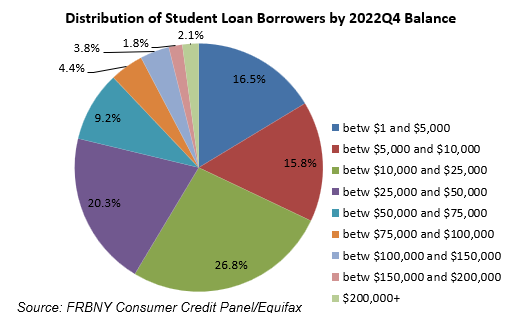 Distribution of Student Loan Borrowers by 2022Q4 Balance
2.1%
1.8%
3.8%
4.4%
16.5%
9.2%
15.8%
20.3%
26.8%
betw $1 and $5,000
betw $5,000 and $10,000
betw $10,000 and $25,000
betw $25,000 and $50,000
betw $50,000 and $75,000
betw $75,000 and $100,000
betw $100,000 and $150,000
betw $150,000 and $200,000
$200,000+
Source: FRBNY Consumer Credit Panel/Equifax